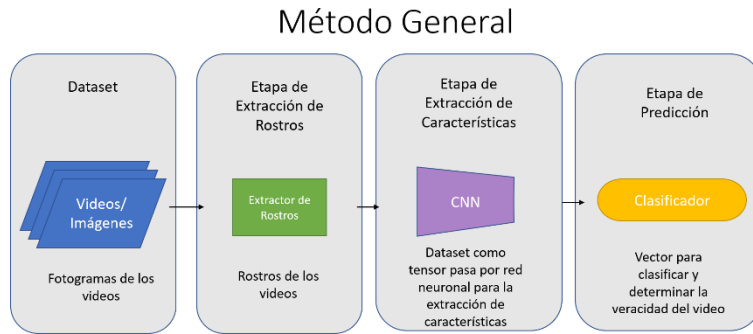 Método General
Dataset
Videos/
Imágenes
Fotogramas de los
videos
Etapa de
Extracción de
Rostros
Extractor de
Rostros
Rostros de los
videos
Etapa de
Extracción de
Características
CNN
Dataset como
tensor pasa por red
neuronal para la
extracción de
características
Etapa de
Predicción
Clasificador
Vector para
clasificar y
determinar la
veracidad del video